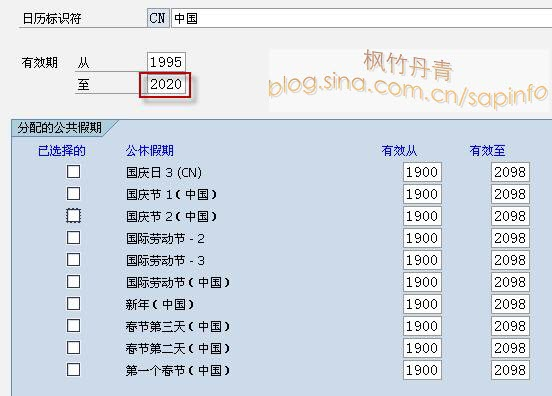 日历标识符 CN 中国
有效期 从 1995
至 2020
枫竹丹青
blog.sina.com.cn/sapinfo
分配的公共假期
已选择的 公休假期 有效从 有效至
国庆日 3 (CN) 1900 2098
国庆节 1（中国） 1900 2098
国庆节 2（中国） 1900 2098
国际劳动节 - 2 1900 2098
国际劳动节 - 3 1900 2098
国际劳动节（中国） 1900 2098
新年（中国） 1900 2098
春节第三天（中国） 1900 2098
春节第二天（中国） 1900 2098
第一个春节（中国） 1900 2098